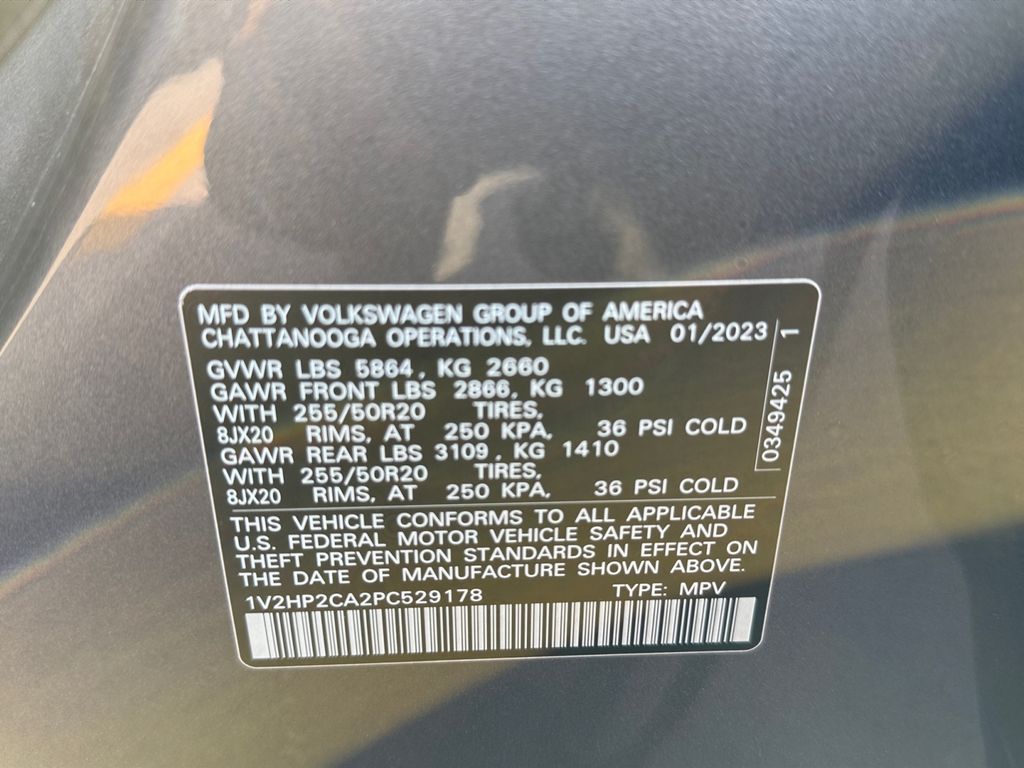 MFD BY VOLKSWAGEN GROUP OF AMERICA
CHATTANOOGA OPERATIONS, LLC. USA 01/2023
GVWR LBS 5864, KG 2660
GAWR FRONT LBS 2866, KG 1300
WITH 255/50R20 TIRES,
8JX20 RIMS, AT 250 KPA, 36 PSI COLD
GAWR REAR LBS 3109, KG 1410
WITH 255/50R20 TIRES,
8JX20 RIMS, AT 250 KPA, 36 PSI COLD
0349425 1
THIS VEHICLE CONFORMS TO ALL APPLICABLE
U.S. FEDERAL MOTOR VEHICLE SAFETY AND
THEFT PREVENTION STANDARDS IN EFFECT ON
THE DATE OF MANUFACTURE SHOWN ABOVE.
1V2HP2CA2PC529178 TYPE: MPV